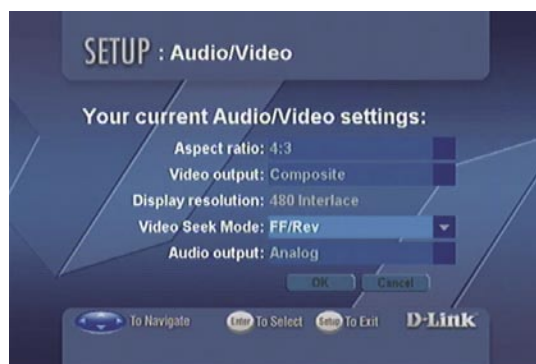 SETUP : Audio/Video
Your current Audio/Video settings:
Aspect ratio: 4:3
Video output: Composite
Display resolution: 480 Interlace
Video Seek Mode: FF/Rev
Audio output: Analog
OK Cancel
To Navigate Enter To Select Setup To Exit D-Link